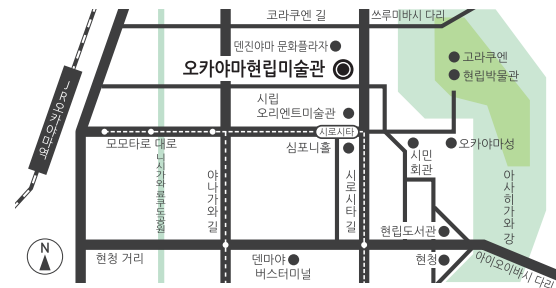 코라쿠엔 길
쓰루미바시 다리
덴진야마 문화플라자
오카야마현립미술관
고라쿠엔
현립박물관
JR오카야마역
시립
오리엔트미술관
시로시타
모모타로 대로
심포니홀
시민
회관
오카야마성
니시가와료쿠도공원
야나가와 길
시로시타 길
아사히가와 강
현립도서관
N
현청 거리
덴마야
버스터미널
현청
아이오이바시 다리